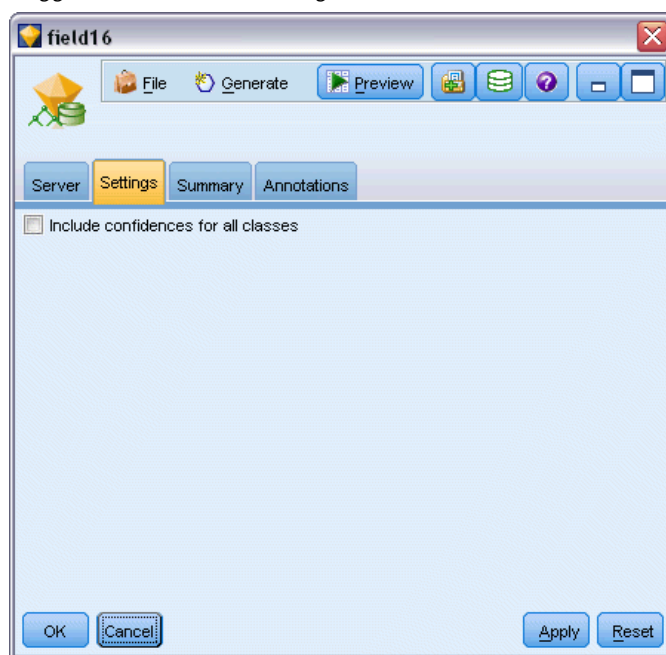 field16
File Generate Preview
Server Settings Summary Annotations
Include confidences for all classes
OK Cancel Apply Reset